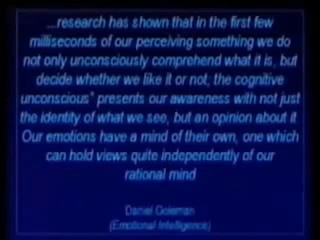 ...research has shown that in the first few
milliseconds of our perceiving something we do
not only unconsciously comprehend what it is, but
decide whether we like it or not; the cognitive
unconscious" presents our awareness with not just
the identity of what we see, but an opinion about it.
Our emotions have a mind of their own, one which
can hold views quite independently of our
rational mind
Daniel Goleman
(Emotional Intelligence)